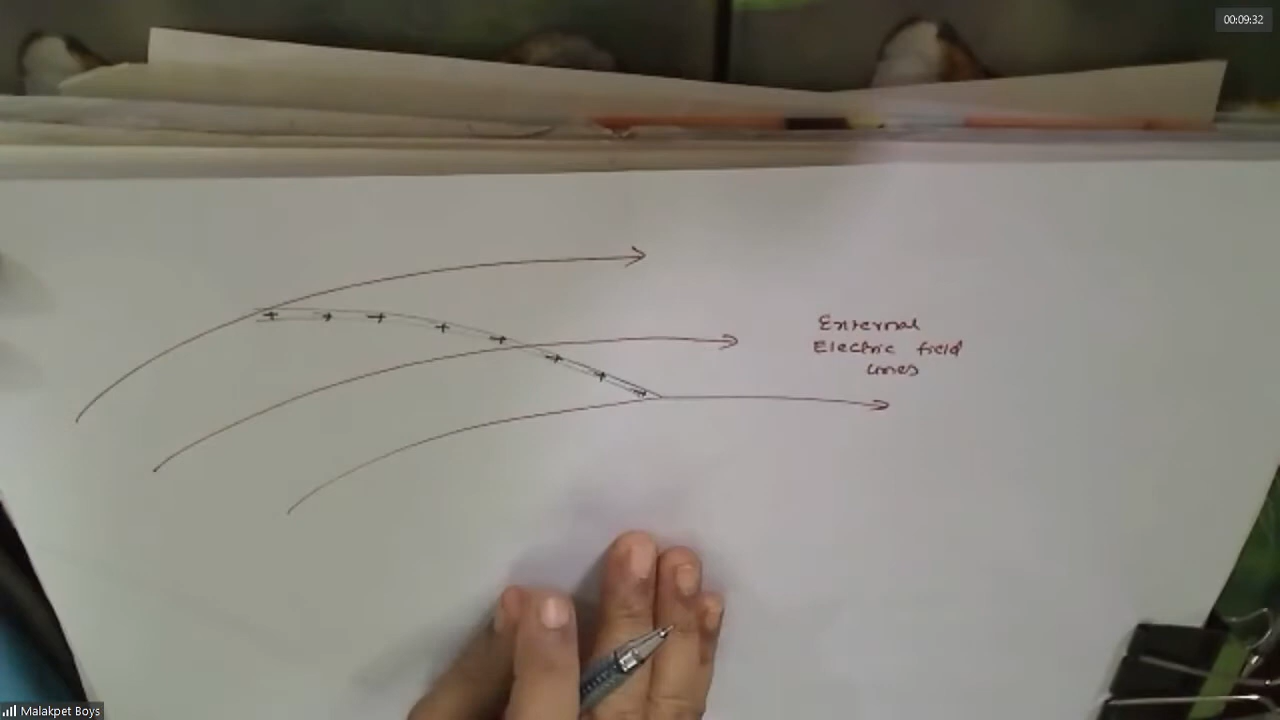 00:09:32
+ + + + + + + +
External
Electric field
lines
Malakpet Boys